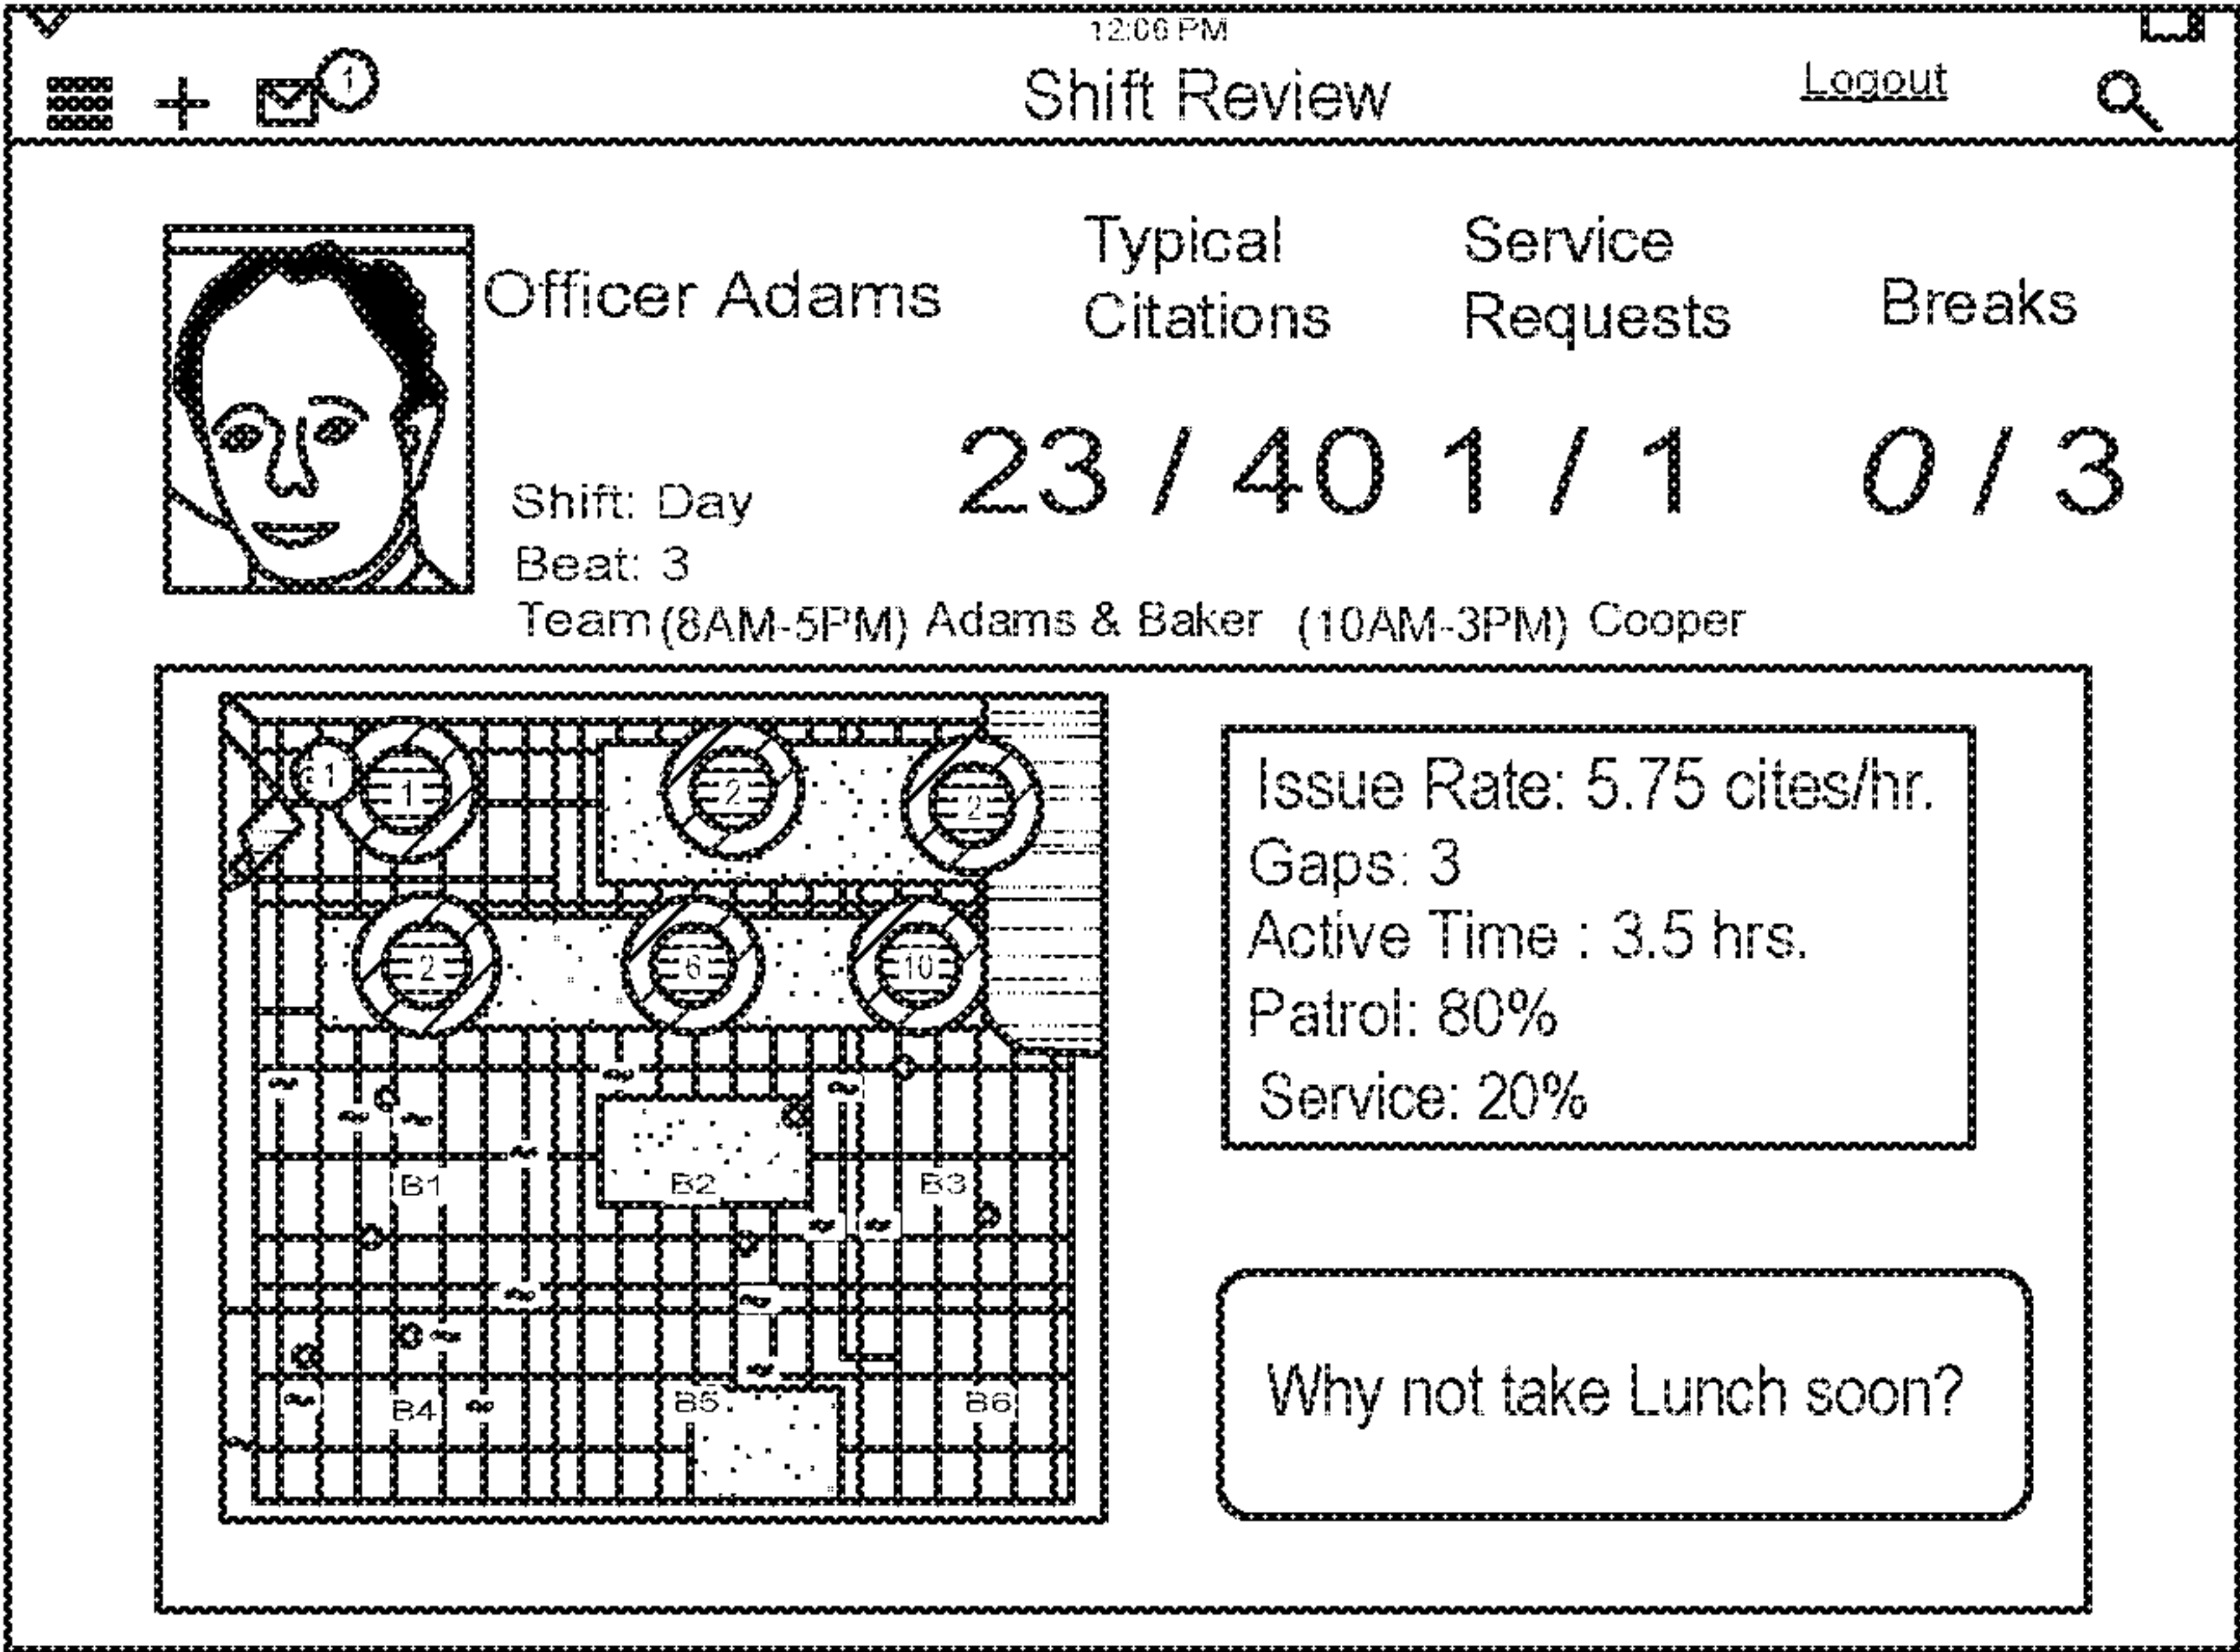 12:06 PM
1
Shift Review
Logout
Officer Adams
Typical
Citations
Service
Requests
Breaks
23 / 40
1 / 1
0 / 3
Shift: Day
Beat: 3
Team (8AM-5PM) Adams & Baker (10AM-3PM) Cooper
1
1
2
2
2
6
10
B1
B2
B3
B4
B5
B6
Issue Rate: 5.75 cites/hr.
Gaps: 3
Active Time : 3.5 hrs.
Patrol: 80%
Service: 20%
Why not take Lunch soon?